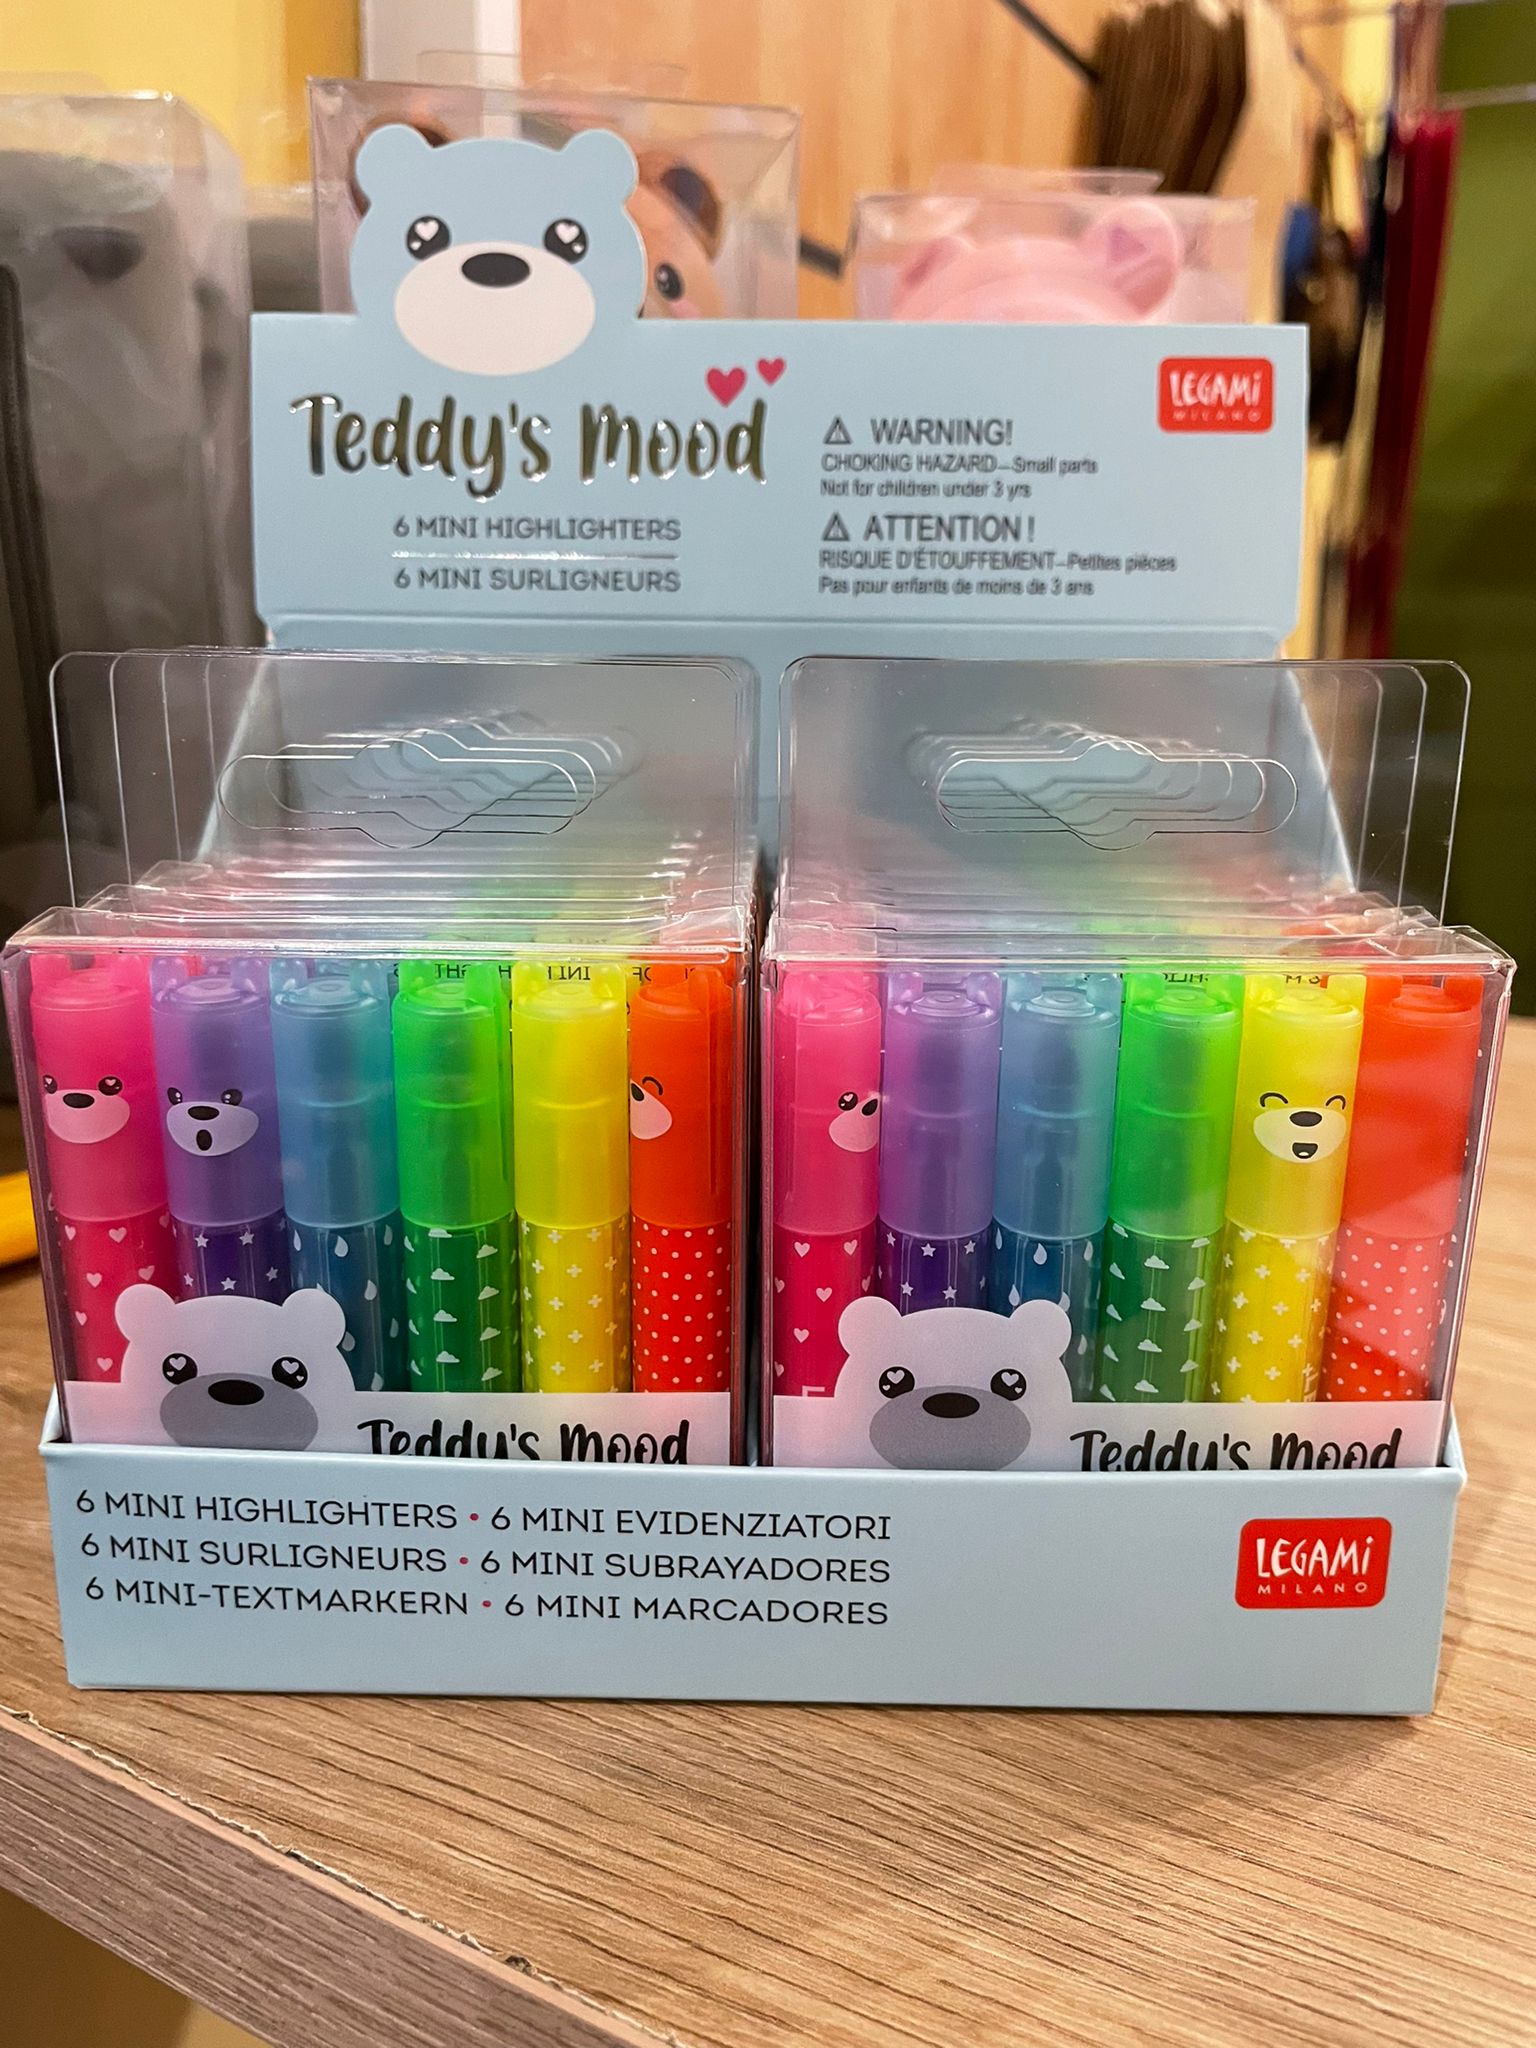 Teddy's Mood
6 MINI HIGHLIGHTERS
6 MINI SURLIGNEURS
⚠ WARNING!
CHOKING HAZARD—Small parts
Not for children under 3 yrs
⚠ ATTENTION !
RISQUE D'ÉTOUFFEMENT—Petites pièces
Pas pour enfants de moins de 3 ans
LEGAMi
MILANO
Teddy's Mood
Teddy's Mood
6 MINI HIGHLIGHTERS • 6 MINI EVIDENZIATORI
6 MINI SURLIGNEURS • 6 MINI SUBRAYADORES
6 MINI-TEXTMARKERN • 6 MINI MARCADORES
LEGAMi
MILANO